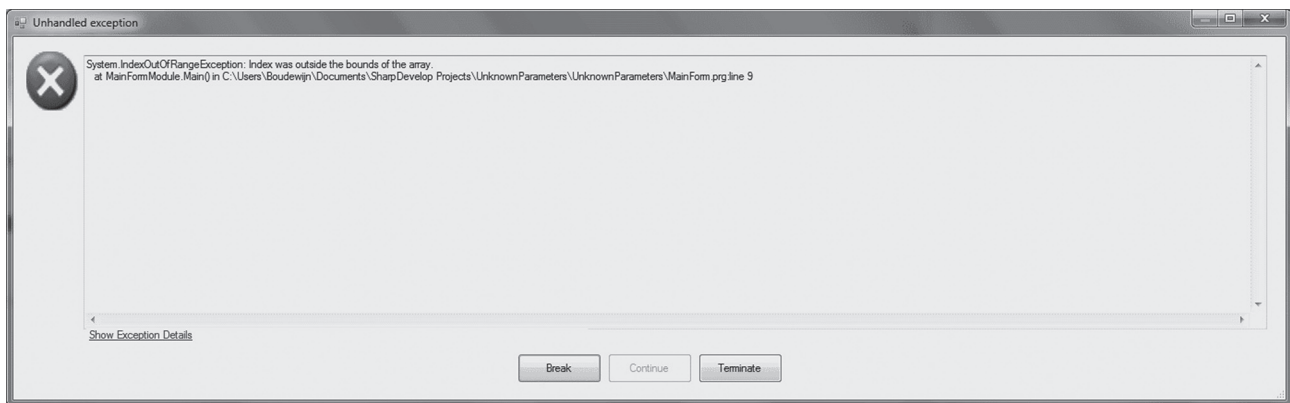 Unhandled exception
System.IndexOutOfRangeException: Index was outside the bounds of the array.
at MainFormModule.Main() in C:\Users\Boudewijn\Documents\SharpDevelop Projects\UnknownParameters\UnknownParameters\MainForm.prg:line 9
Show Exception Details
Break Continue Terminate